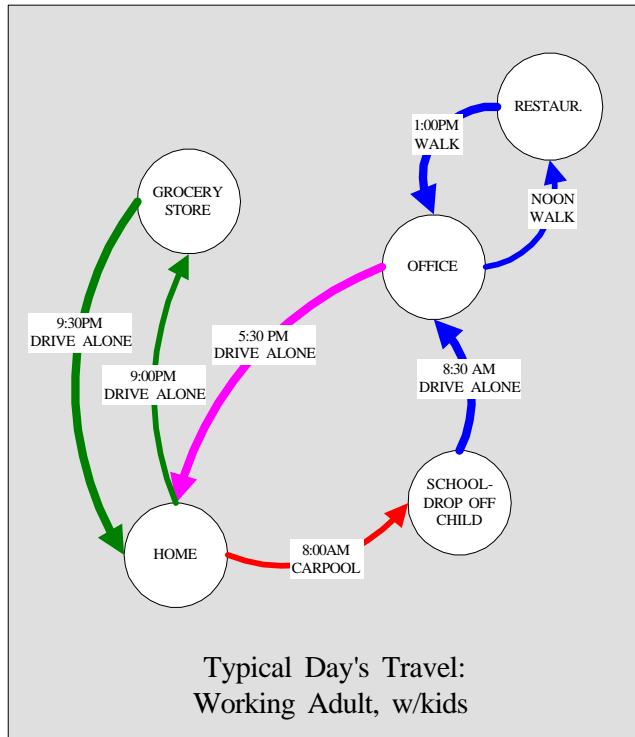 RESTAUR.
1:00PM
WALK
NOON
WALK
GROCERY
STORE
OFFICE
9:30PM
DRIVE ALONE
9:00PM
DRIVE ALONE
5:30 PM
DRIVE ALONE
8:30 AM
DRIVE ALONE
SCHOOL-
DROP OFF
CHILD
HOME
8:00AM
CARPOOL
Typical Day's Travel:
Working Adult, w/kids